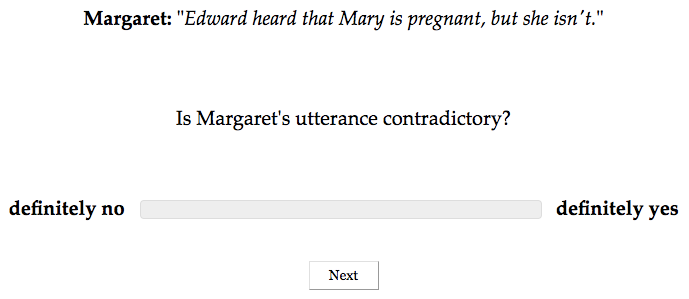 Margaret: "Edward heard that Mary is pregnant, but she isn't."
Is Margaret's utterance contradictory?
definitely no definitely yes
Next